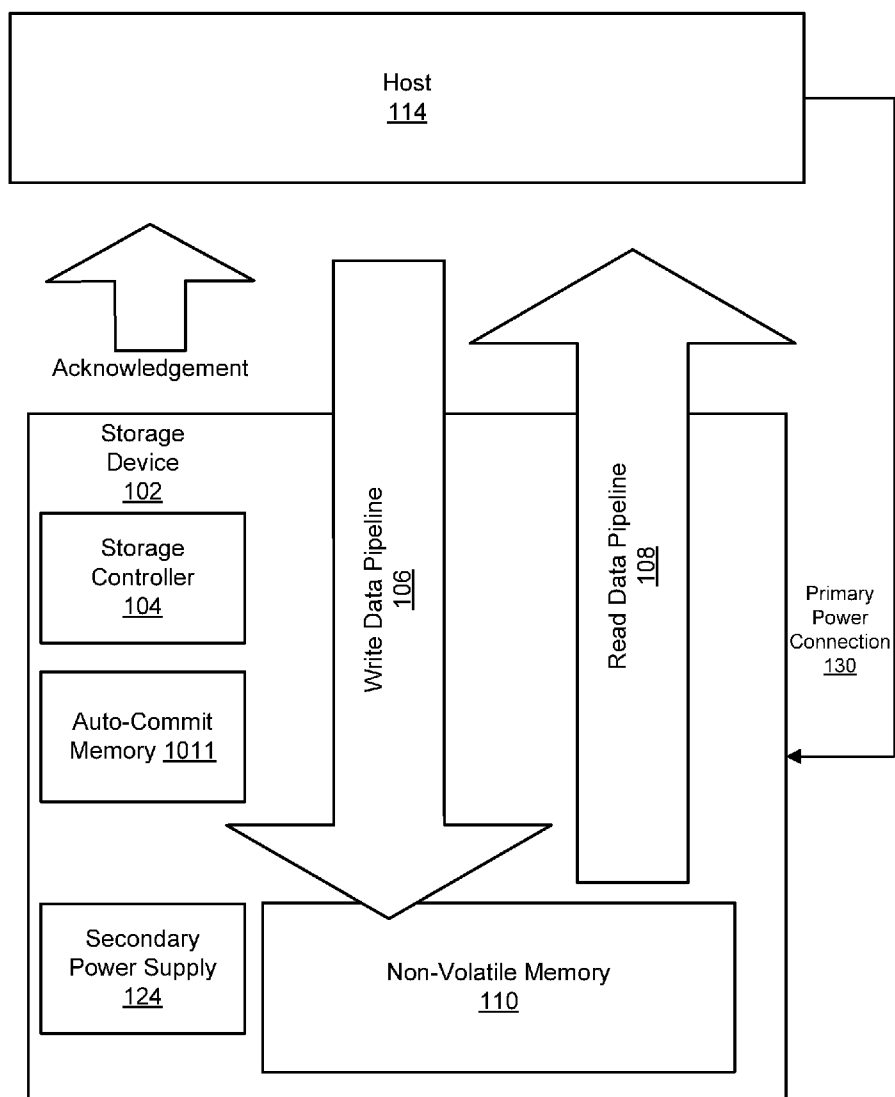 Host
114
Acknowledgement
Storage
Device
102
Storage
Controller
104
Auto-Commit
Memory 1011
Secondary
Power Supply
124
Write Data Pipeline
106
Read Data Pipeline
108
Non-Volatile Memory
110
Primary
Power
Connection
130